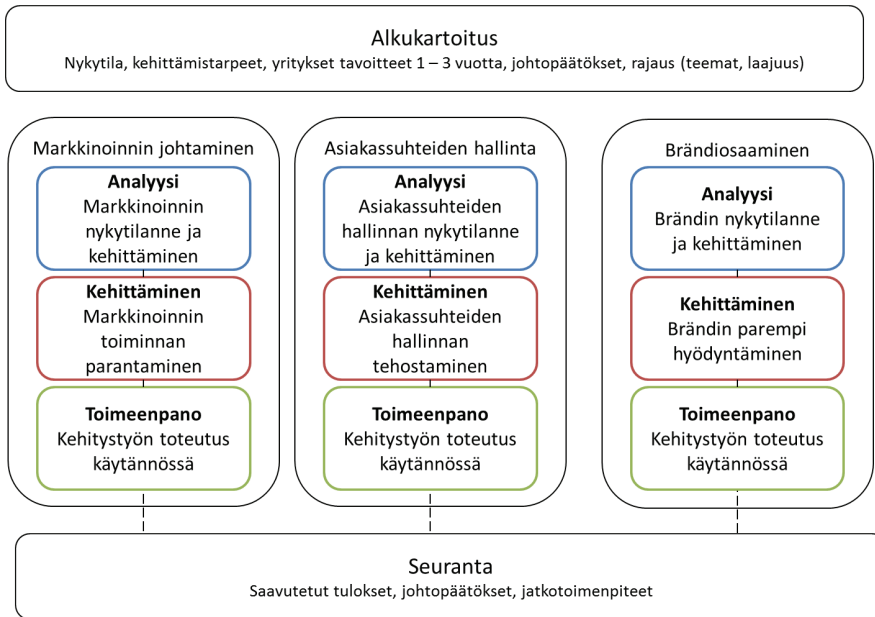 Alkukartoitus
Nykytila, kehittämistarpeet, yritykset tavoitteet 1 – 3 vuotta, johtopäätökset, rajaus (teemat, laajuus)
Markkinoinnin johtaminen
Analyysi
Markkinoinnin
nykytilanne ja
kehittäminen
Kehittäminen
Markkinoinnin
toiminnan
parantaminen
Toimeenpano
Kehitystyön toteutus
käytännössä
Asiakassuhteiden hallinta
Analyysi
Asiakassuhteiden
hallinnan nykytilanne
ja kehittäminen
Kehittäminen
Asiakassuhteiden
hallinnan
tehostaminen
Toimeenpano
Kehitystyön toteutus
käytännössä
Brändiosaaminen
Analyysi
Brändin nykytilanne
ja kehittäminen
Kehittäminen
Brändin parempi
hyödyntäminen
Toimeenpano
Kehitystyön toteutus
käytännössä
Seuranta
Saavutetut tulokset, johtopäätökset, jatkotoimenpiteet